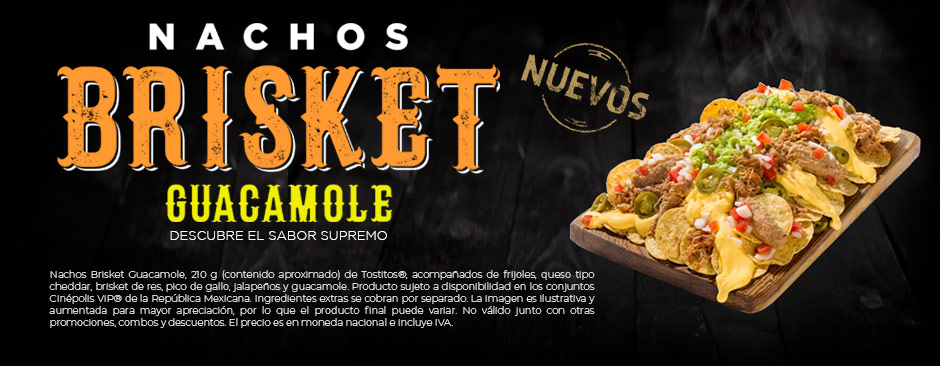 NACHOS
BRISKET
NUEVOS
GUACAMOLE
DESCUBRE EL SABOR SUPREMO
Nachos Brisket Guacamole, 210 g (contenido aproximado) de Tostitos®, acompañados de frijoles, queso tipo
cheddar, brisket de res, pico de gallo, jalapeños y guacamole. Producto sujeto a disponibilidad en los conjuntos
Cinépolis VIP® de la República Mexicana. Ingredientes extras se cobran por separado. La imagen es ilustrativa y
aumentada para mayor apreciación, por lo que el producto final puede variar. No válido junto con otras
promociones, combos y descuentos. El precio es en moneda nacional e incluye IVA.